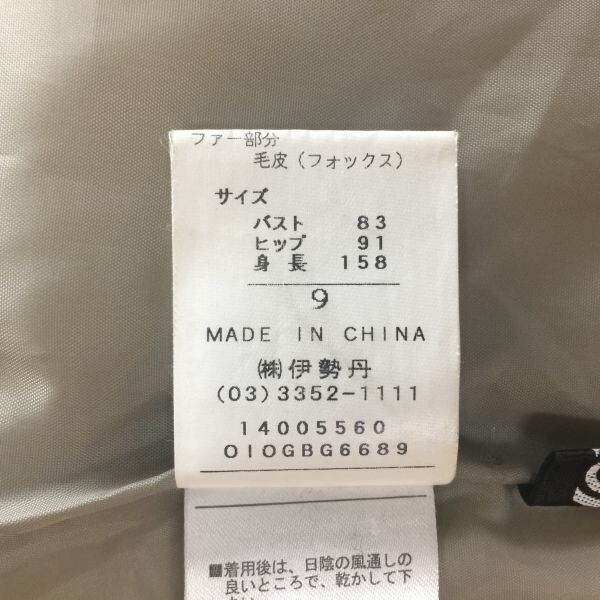 ファー部分
毛皮(フォックス)
サイズ
バスト 83
ヒップ 91
身長 158
9
MADE IN CHINA
㈱伊勢丹
(03)3352-1111
14005560
OIOGBG6689
■着用後は、日陰の風通しの
良いところで、乾かして下
さい